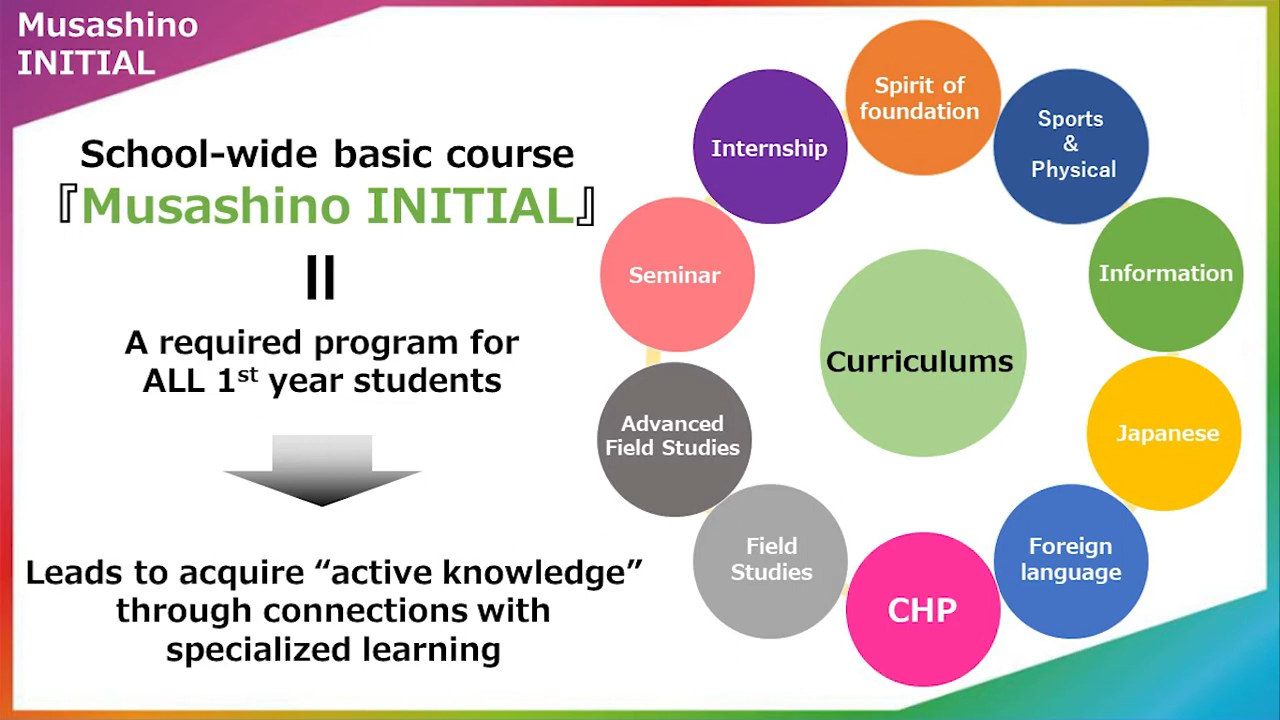 Musashino
INITIAL
School-wide basic course
『Musashino INITIAL』
=
A required program for
ALL 1st year students
Leads to acquire “active knowledge”
through connections with
specialized learning
Spirit of
foundation
Sports
&
Physical
Information
Japanese
Foreign
language
CHP
Field
Studies
Advanced
Field Studies
Seminar
Internship
Curriculums